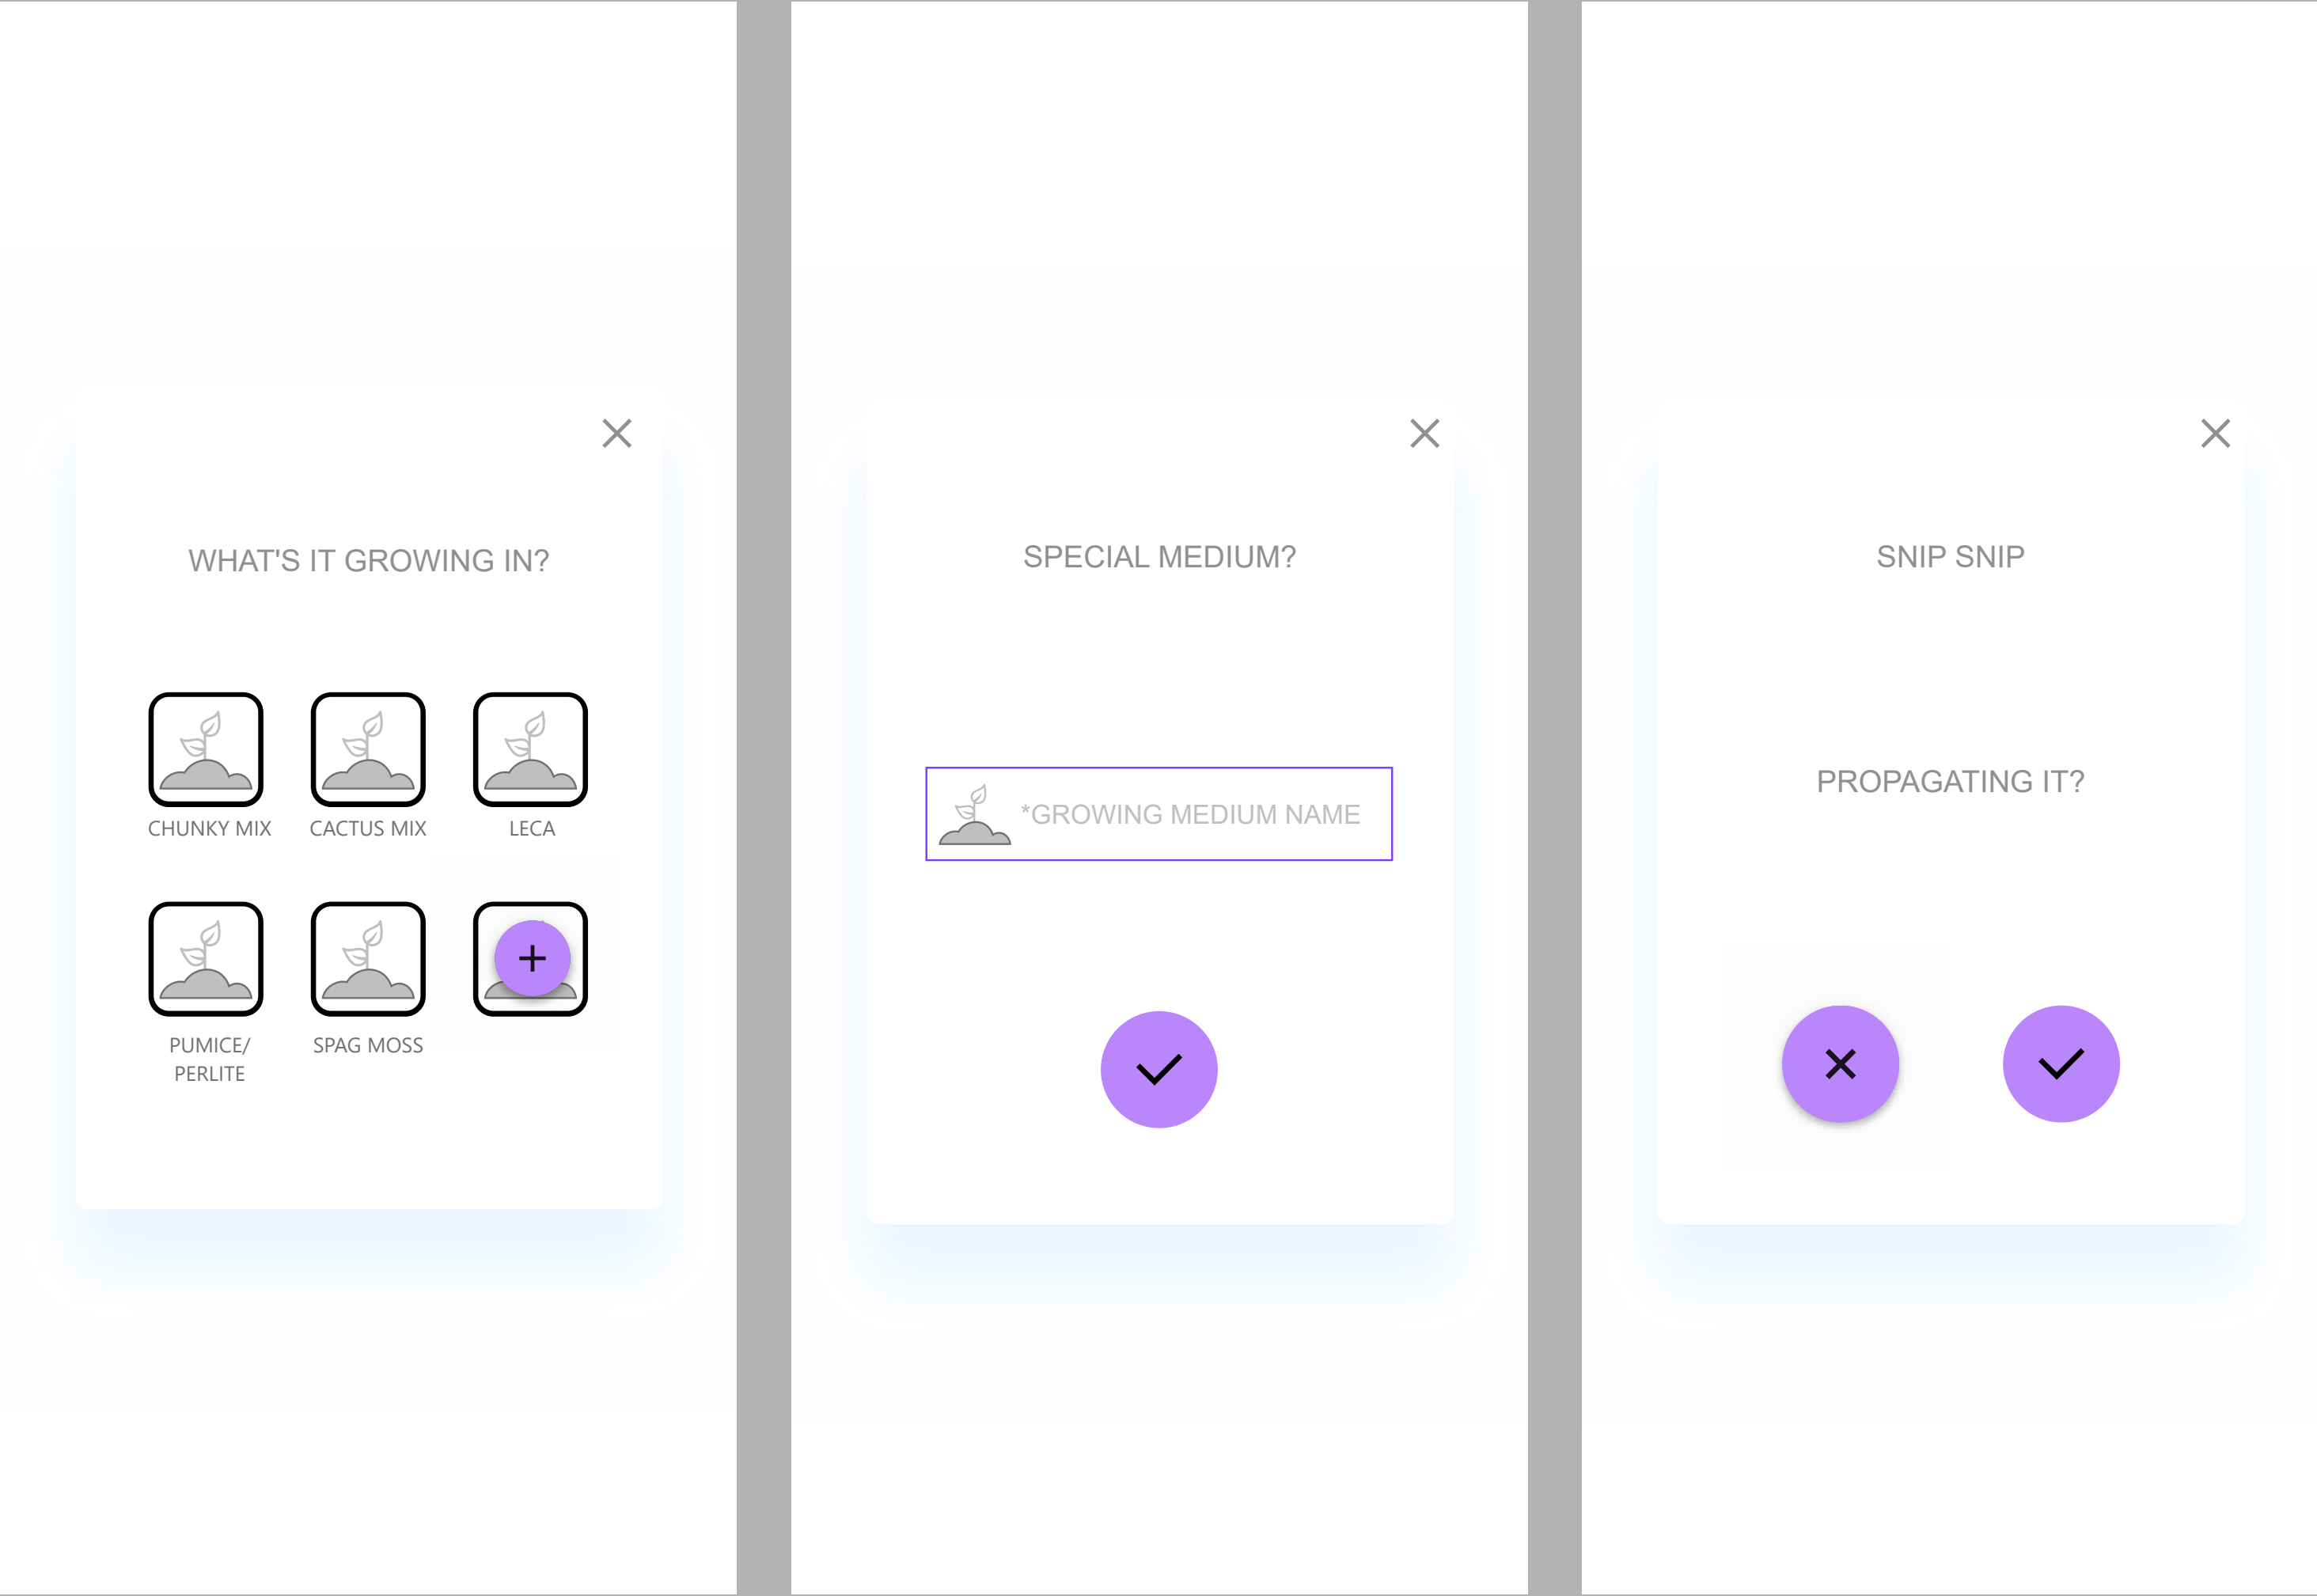 WHAT'S IT GROWING IN?
CHUNKY MIX
CACTUS MIX
LECA
PUMICE/
PERLITE
SPAG MOSS
SPECIAL MEDIUM?
*GROWING MEDIUM NAME
SNIP SNIP
PROPAGATING IT?